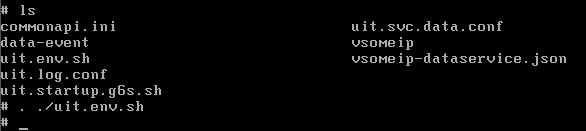 # ls
commonapi.ini uit.svc.data.conf
data-event vsomeip
uit.env.sh vsomeip-dataservice.json
uit.log.conf
uit.startup.g6s.sh
# . ./uit.env.sh
# _